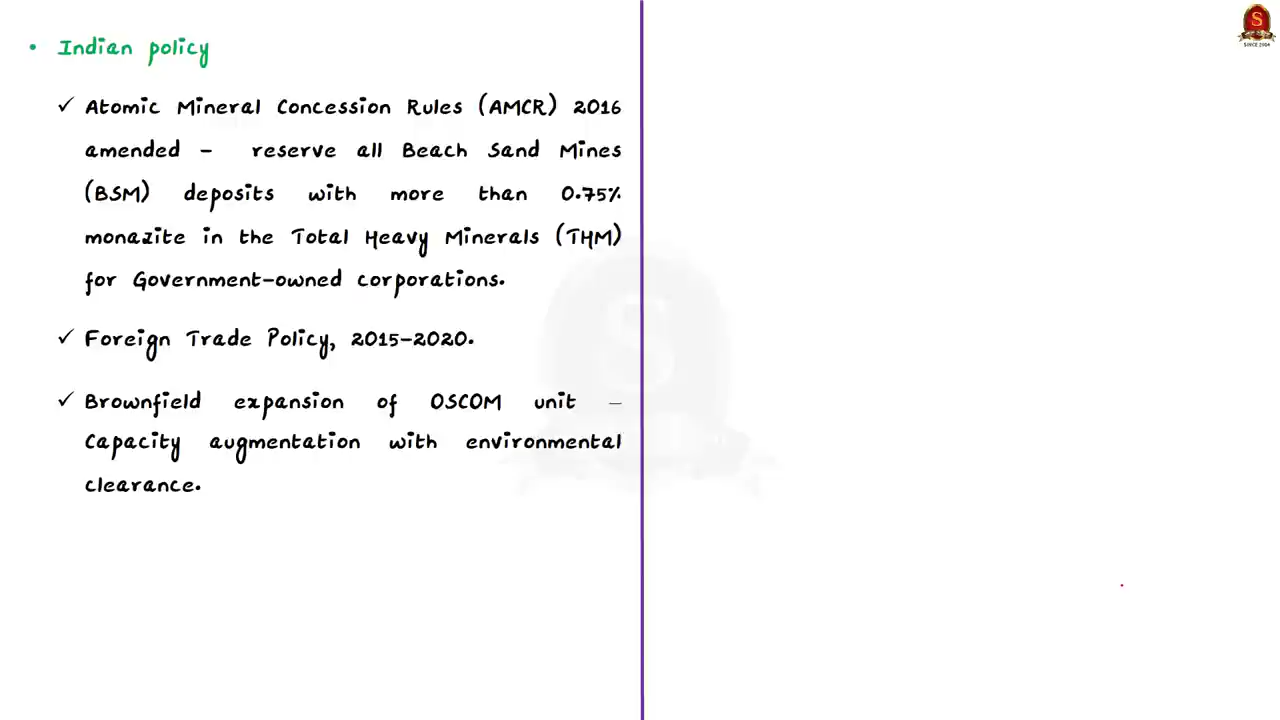 • Indian policy
✓ Atomic Mineral Concession Rules (AMCR) 2016
amended – reserve all Beach Sand Mines
(BSM) deposits with more than 0.75%
monazite in the Total Heavy Minerals (THM)
for Government-owned corporations.
✓ Foreign Trade Policy, 2015-2020.
✓ Brownfield expansion of OSCOM unit –
Capacity augmentation with environmental
clearance.
S
SINCE 2004